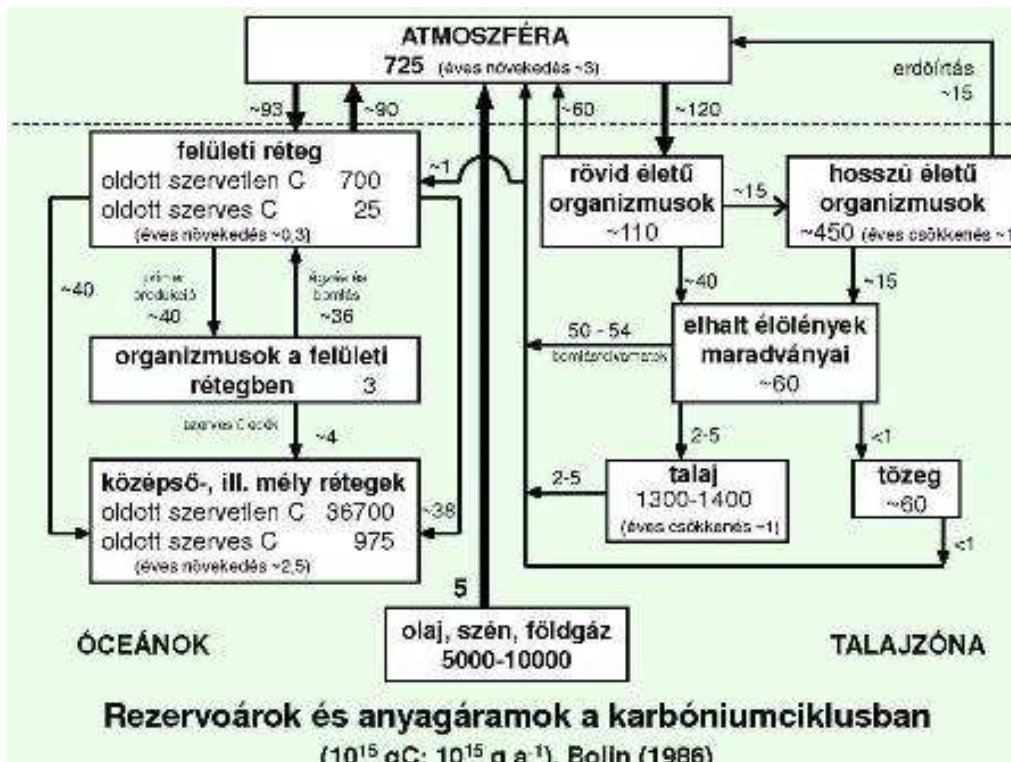 ATMOSZFÉRA
725 (éves növekedés ~3)
erdőírtás
~15
~93
~90
~60
~120
felületi réteg
oldott szervetlen C 700
oldott szerves C 25
(éves növekedés ~0,3)
~1
rövid életű
organizmusok
~110
~15
hosszú életű
organizmusok
~450 (éves csökkenés ~1
~40
primer
produkció
~40
légzés és
bomlás
~36
~40
~15
organizmusok a felületi
rétegben 3
50 - 54
bomlásfolyamatok
elhalt élőlények
maradványai
~60
~4
2-5
<1
középső-, ill. mély rétegek
oldott szervetlen C 36700
oldott szerves C 975
(éves növekedés ~2,5)
~38
2-5
talaj
1300-1400
(éves csökkenés ~1)
tőzeg
~60
<1
5
olaj, szén, földgáz
5000-10000
ÓCEÁNOK
TALAJZÓNA
Rezervoárok és anyagáramok a karbóniumciklusban
(10¹⁵ gC; 10¹⁵ g a⁻¹), Bolin (1986)